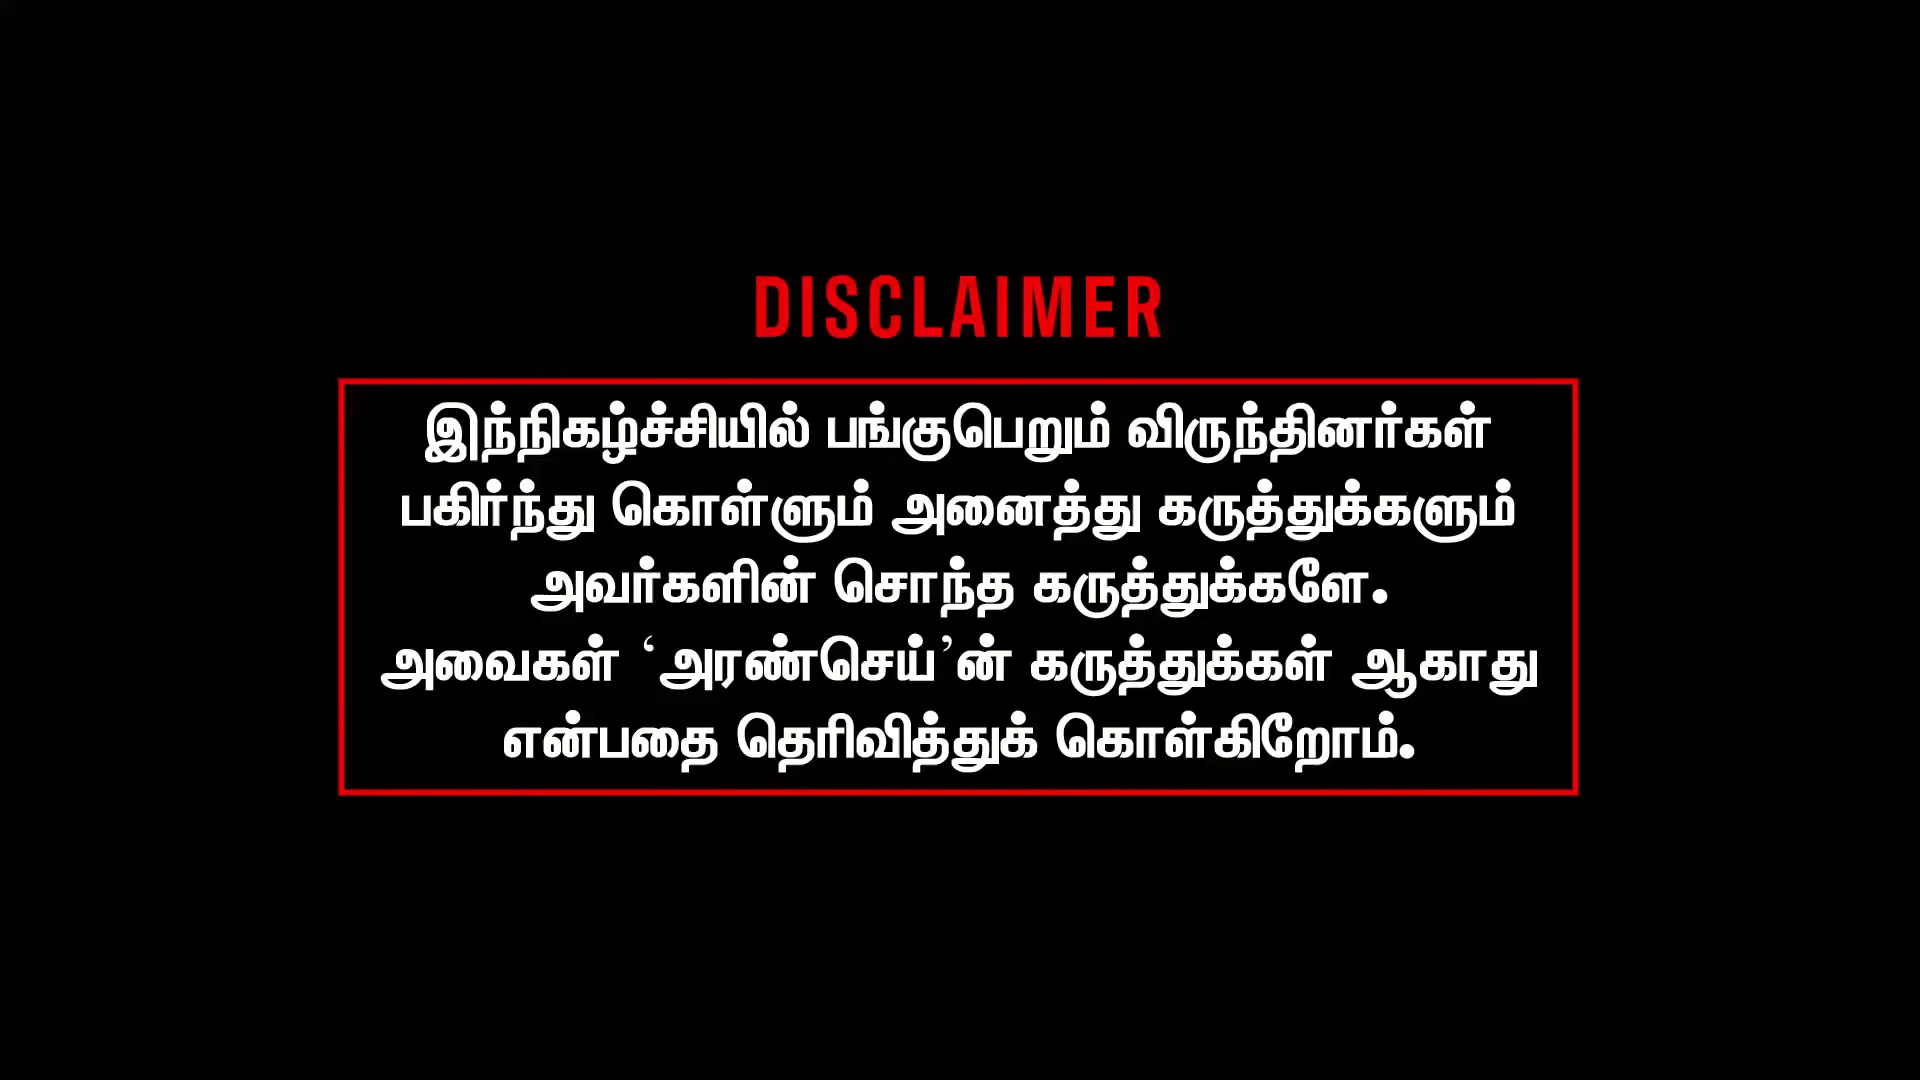 DISCLAIMER
இந்நிகழ்ச்சியில் பங்குபெறும் விருந்தினர்கள்
பகிர்ந்து கொள்ளும் அனைத்து கருத்துக்களும்
அவர்களின் சொந்த கருத்துக்களே.
அவைகள் ‘அரண்செய்’ன் கருத்துக்கள் ஆகாது
என்பதை தெரிவித்துக் கொள்கிறோம்.